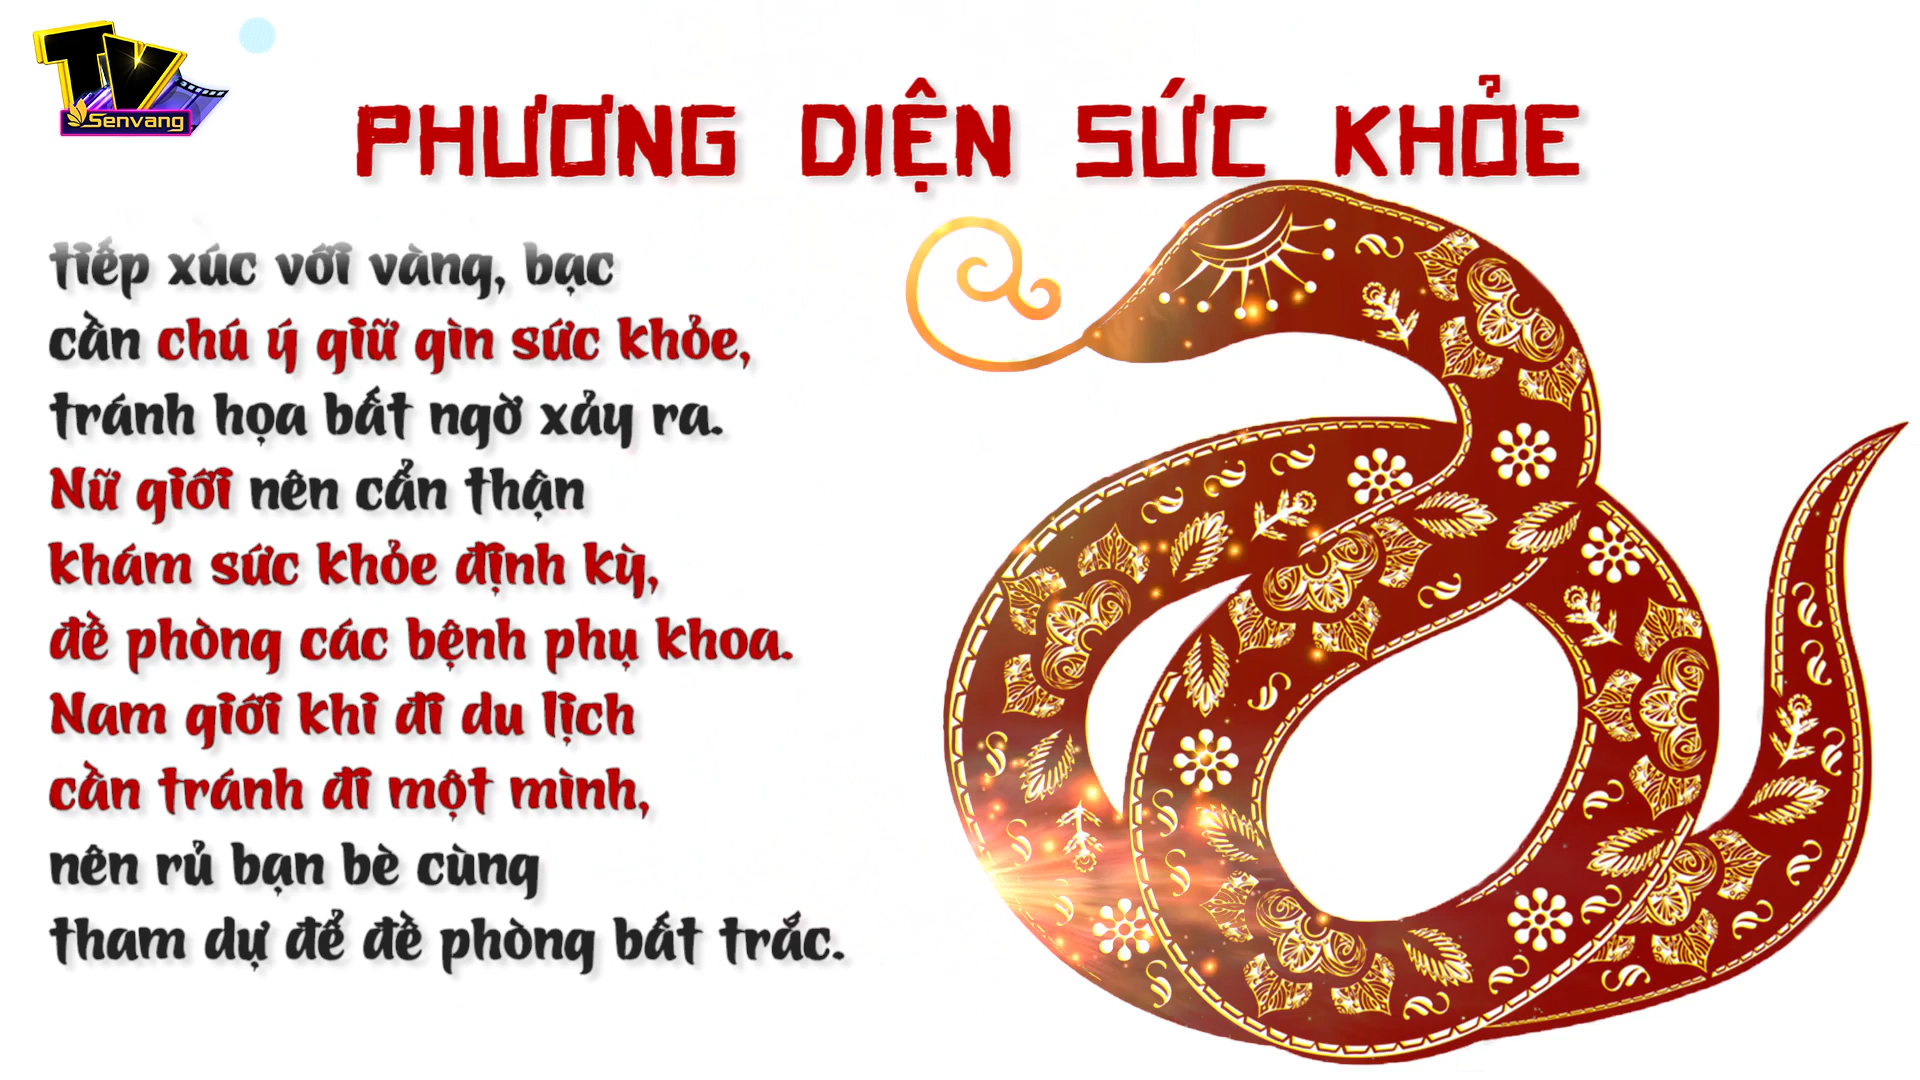 TV
Senvang
PHƯƠNG DIỆN SỨC KHỎE
tiếp xúc với vàng, bạc
cần chú ý giữ gìn sức khỏe,
tránh họa bất ngờ xảy ra.
Nữ giới nên cẩn thận
khám sức khỏe định kỳ,
đề phòng các bệnh phụ khoa.
Nam giới khi đi du lịch
cần tránh đi một mình,
nên rủ bạn bè cùng
tham dự để đề phòng bất trắc.